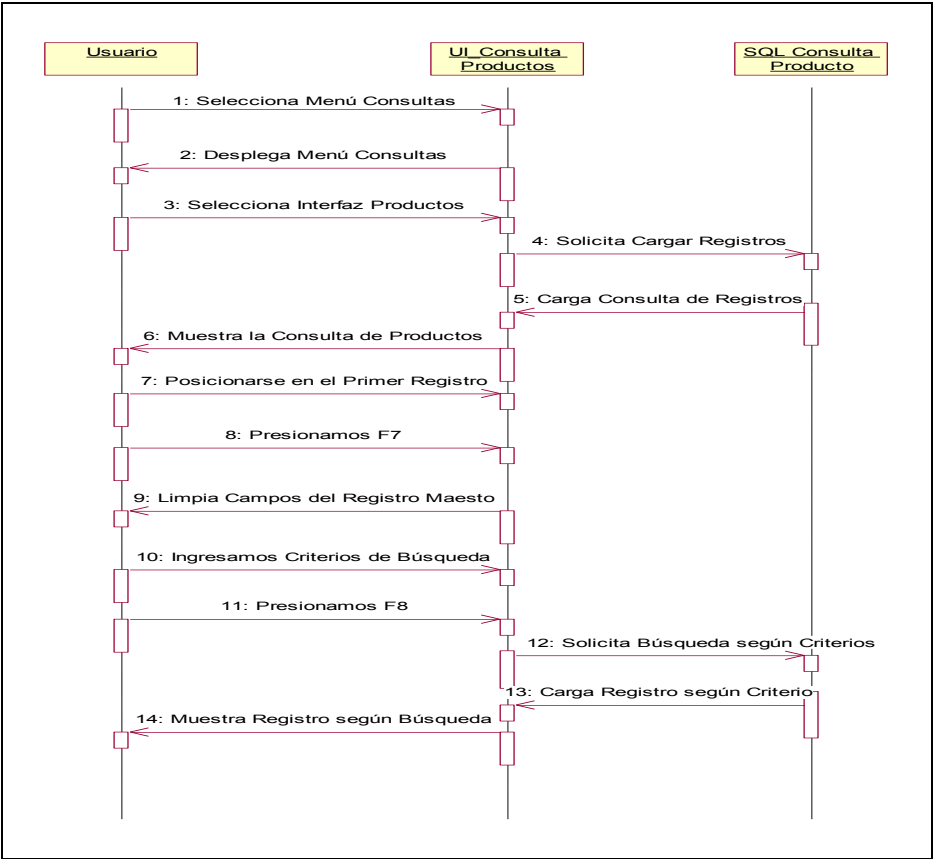 Usuario
UI_Consulta
Productos
SQL Consulta
Producto
1: Selecciona Menú Consultas
2: Desplega Menú Consultas
3: Selecciona Interfaz Productos
4: Solicita Cargar Registros
5: Carga Consulta de Registros
6: Muestra la Consulta de Productos
7: Posicionarse en el Primer Registro
8: Presionamos F7
9: Limpia Campos del Registro Maesto
10: Ingresamos Criterios de Búsqueda
11: Presionamos F8
12: Solicita Búsqueda según Criterios
13: Carga Registro según Criterio
14: Muestra Registro según Búsqueda